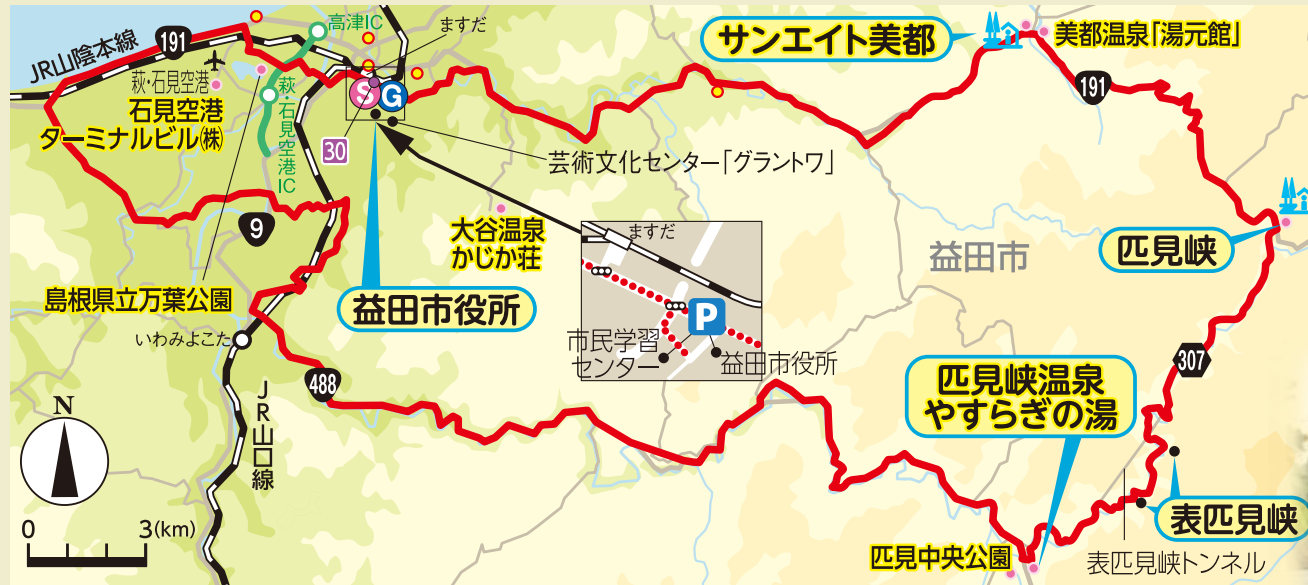 高津IC
ますだ
191
JR山陰本線
萩・石見空港
石見空港
ターミナルビル(株)
萩・石見空港IC
S
G
30
サンエイト美都
美都温泉「湯元館」
191
芸術文化センター「グラントワ」
9
大谷温泉
かじか荘
ますだ
P
市民学習
センター
益田市役所
益田市
匹見峡
島根県立万葉公園
益田市役所
いわみよこた
488
JR山口線
307
匹見峡温泉
やすらぎの湯
表匹見峡
匹見中央公園
表匹見峡トンネル
N
0 3(km)